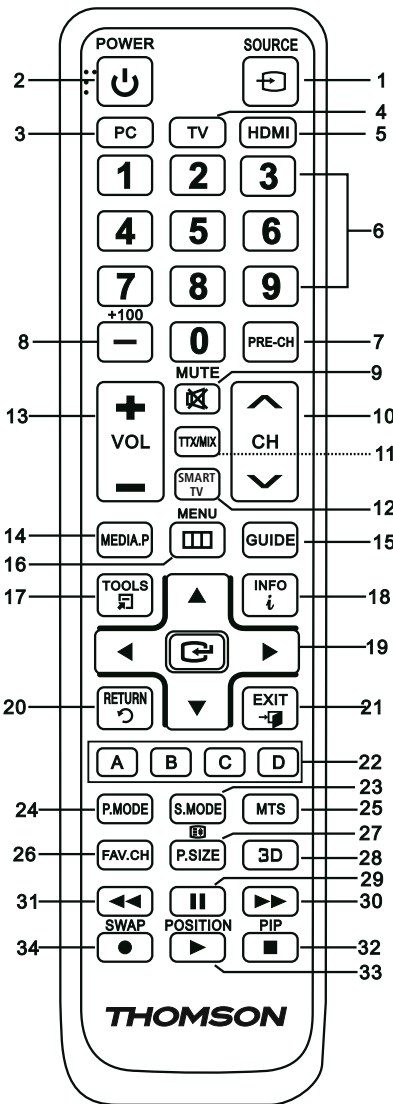 POWER SOURCE
2 1
4
3 PC TV HDMI 5
1 2 3
4 5 6 6
7 8 9
+100
8 0 PRE-CH 7
MUTE 9
13 VOL CH 10
TTX/MIX 11
SMART
TV 12
MENU
14 MEDIA.P GUIDE 15
16
17 TOOLS INFO 18
i
19
20 RETURN EXIT 21
A B C D 22
23
24 P.MODE S.MODE MTS 25
27
26 FAV.CH P.SIZE 3D 28
29
31 30
SWAP POSITION PIP
34 32
33
THOMSON